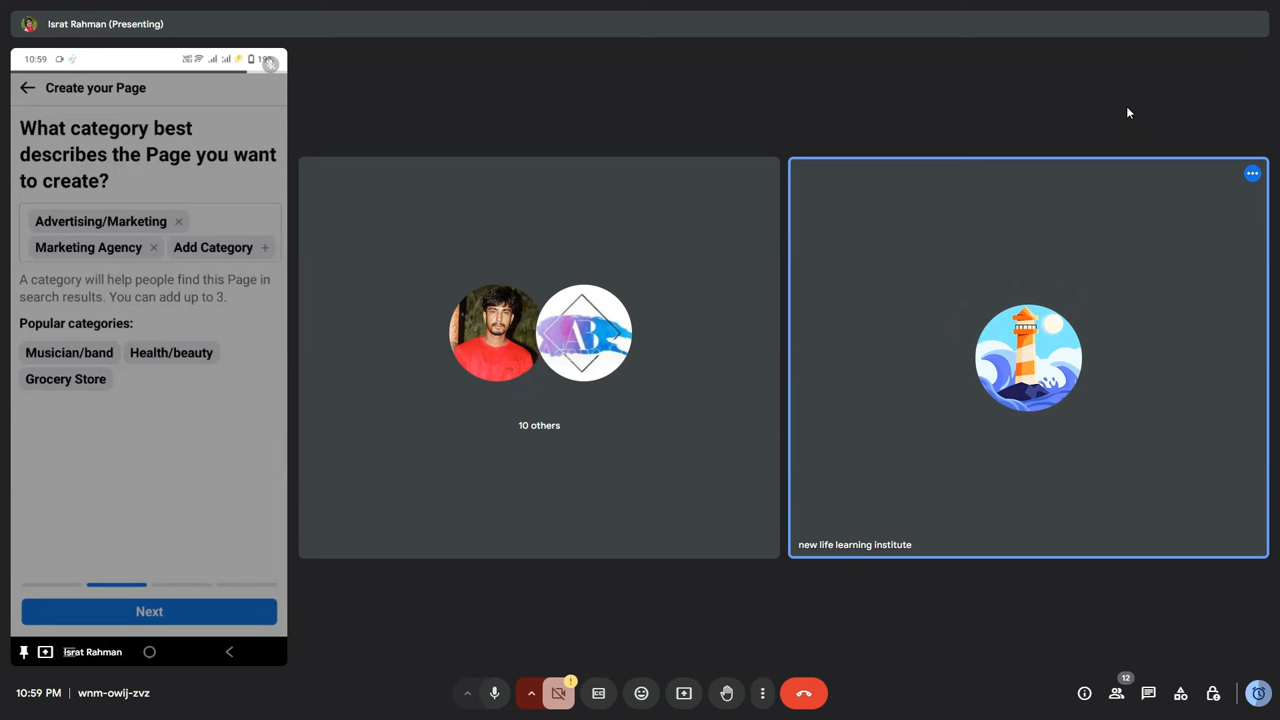 Israt Rahman (Presenting)
10:59
Create your Page
What category best
describes the Page you want
to create?
Advertising/Marketing ×
Marketing Agency × Add Category +
A category will help people find this Page in
search results. You can add up to 3.
Popular categories:
Musician/band Health/beauty
Grocery Store
Next
Israt Rahman
AB
10 others
new life learning institute
10:59 PM | wnm-owij-zvz
12